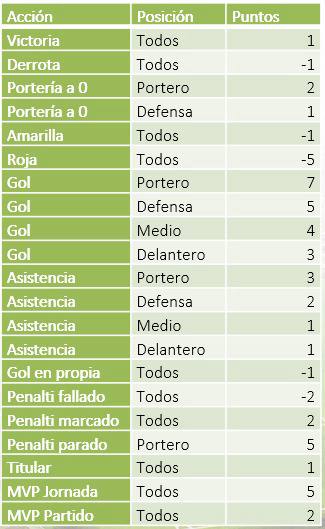 Acción Posición Puntos
Victoria Todos 1
Derrota Todos -1
Portería a 0 Portero 2
Portería a 0 Defensa 1
Amarilla Todos -1
Roja Todos -5
Gol Portero 7
Gol Defensa 5
Gol Medio 4
Gol Delantero 3
Asistencia Portero 3
Asistencia Defensa 2
Asistencia Medio 1
Asistencia Delantero 1
Gol en propia Todos -1
Penalti fallado Todos -2
Penalti marcado Todos 2
Penalti parado Portero 5
Titular Todos 1
MVP Jornada Todos 5
MVP Partido Todos 2